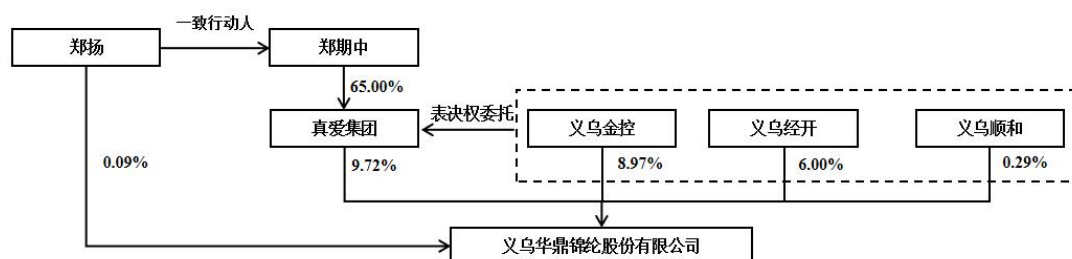 一致行动人
郑扬
郑期中
65.00%
真爱集团
表决权委托
义乌金控
义乌经开
义乌顺和
0.09%
9.72%
8.97%
6.00%
0.29%
义乌华鼎锦纶股份有限公司